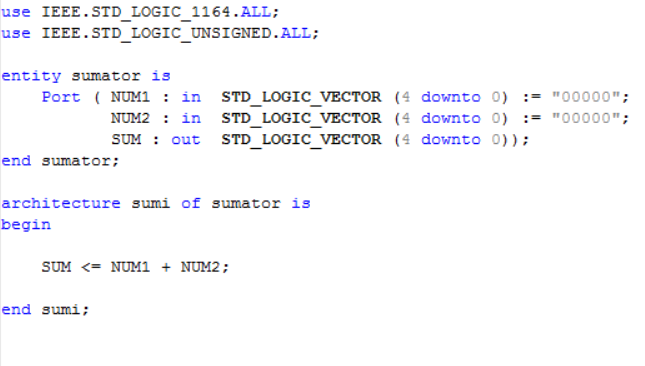 use IEEE.STD_LOGIC_1164.ALL;
use IEEE.STD_LOGIC_UNSIGNED.ALL;
entity sumator is
Port ( NUM1 : in STD_LOGIC_VECTOR (4 downto 0) := "00000";
NUM2 : in STD_LOGIC_VECTOR (4 downto 0) := "00000";
SUM : out STD_LOGIC_VECTOR (4 downto 0));
end sumator;
architecture sumi of sumator is
begin
SUM <= NUM1 + NUM2;
end sumi;